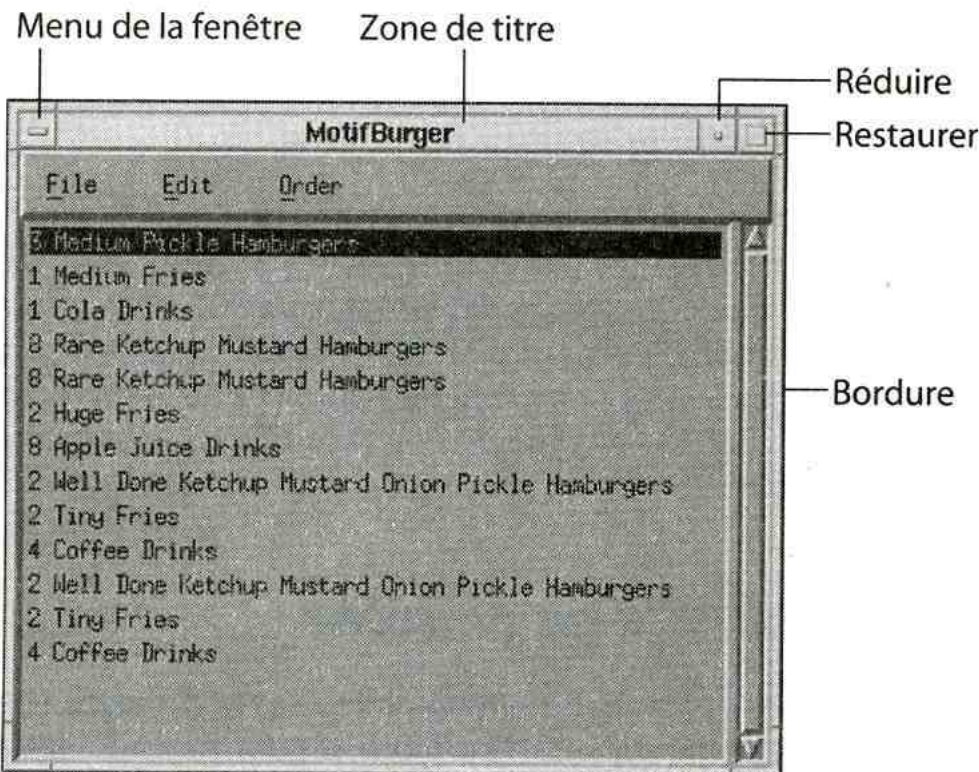 Menu de la fenêtre
Zone de titre
Réduire
Restaurer
MotifBurger
File Edit Order
3 Medium Pickle Hamburgers
1 Medium Fries
1 Cola Drinks
8 Rare Ketchup Mustard Hamburgers
8 Rare Ketchup Mustard Hamburgers
Bordure
2 Huge Fries
8 Apple Juice Drinks
2 Well Done Ketchup Mustard Onion Pickle Hamburgers
2 Tiny Fries
4 Coffee Drinks
2 Well Done Ketchup Mustard Onion Pickle Hamburgers
2 Tiny Fries
4 Coffee Drinks